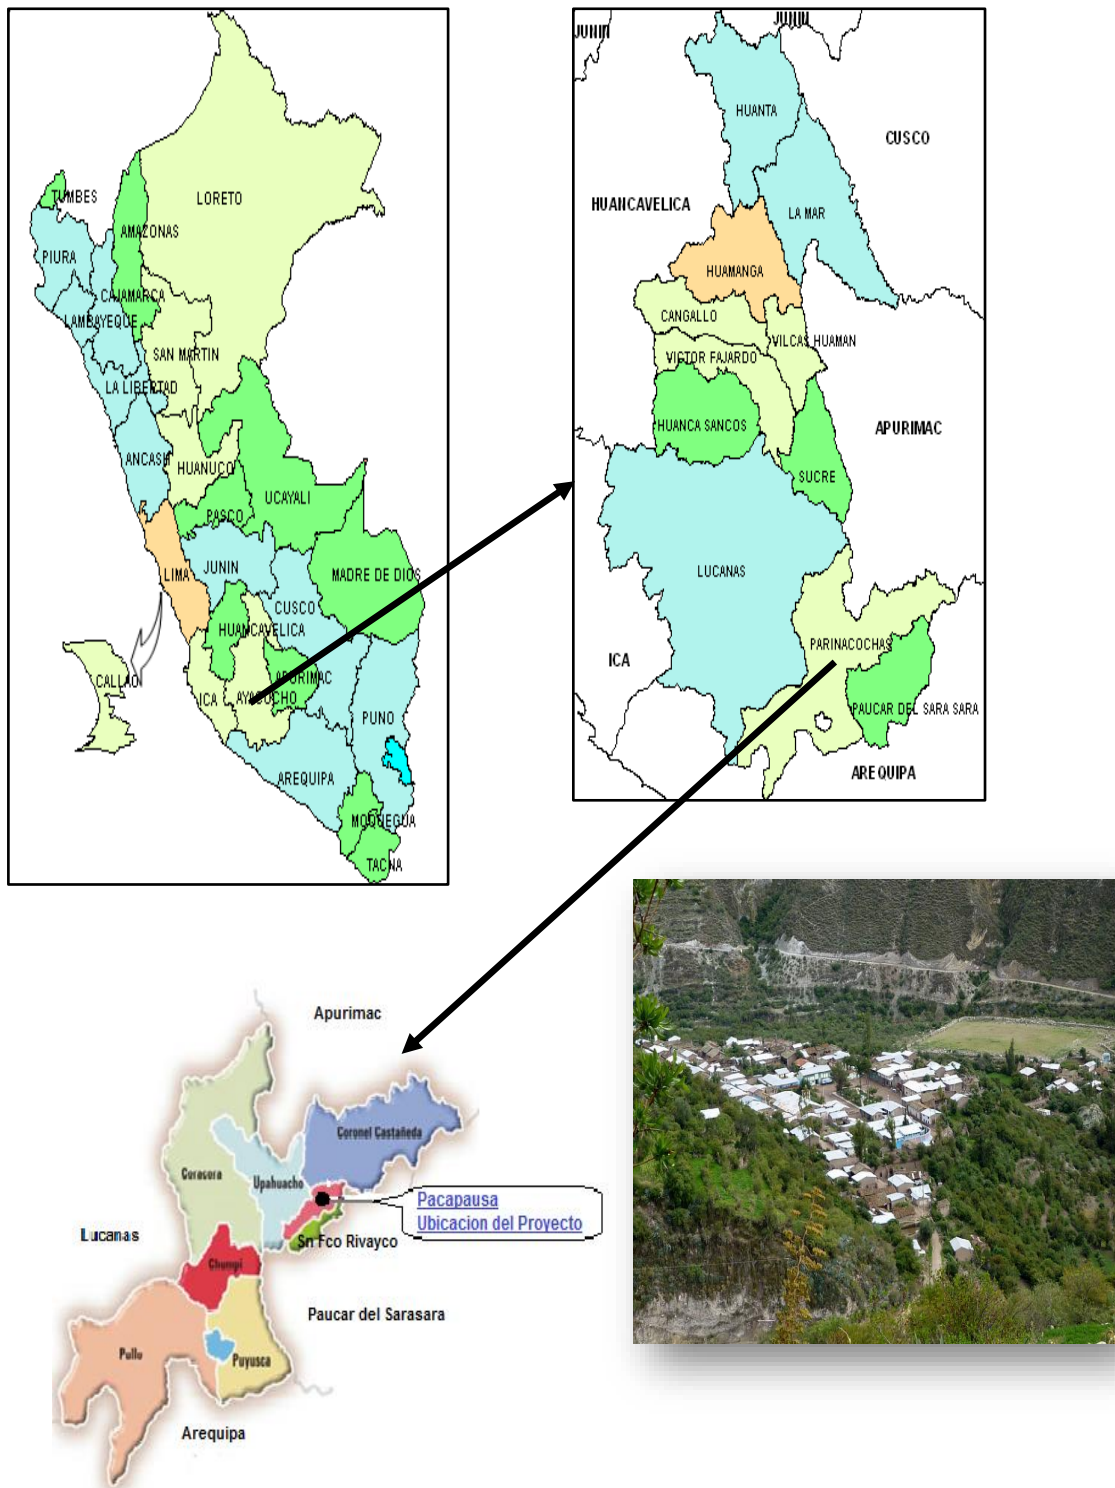 TUMBES
LORETO
AMAZONAS
PIURA
CAJAMARCA
LAMBAYEQUE
SAN MARTIN
LA LIBERTAD
ANCASH
HUANUCO
UCAYALI
PASCO
LIMA
JUNIN
MADRE DE DIOS
CUSCO
HUANCAVELICA
CALLAO
ICA
AYACUCHO
APURIMAC
PUNO
AREQUIPA
MOQUEGUA
TACNA
JUNIN
JUNIN
HUANTA
CUSCO
HUANCAVELICA
LA MAR
HUAMANGA
CANGALLO
VILCAS HUAMAN
VICTOR FAJARDO
HUANCA SANCOS
APURIMAC
SUCRE
LUCANAS
PARINACOCHAS
ICA
PAUCAR DEL SARA SARA
AREQUIPA
Apurimac
Coronel Castañeda
Coracora
Upahuacho
Pacapausa
Ubicacion del Proyecto
Lucanas
Sn Fco Rivayco
Chumpi
Paucar del Sarasara
Pullu
Puyusca
Arequipa